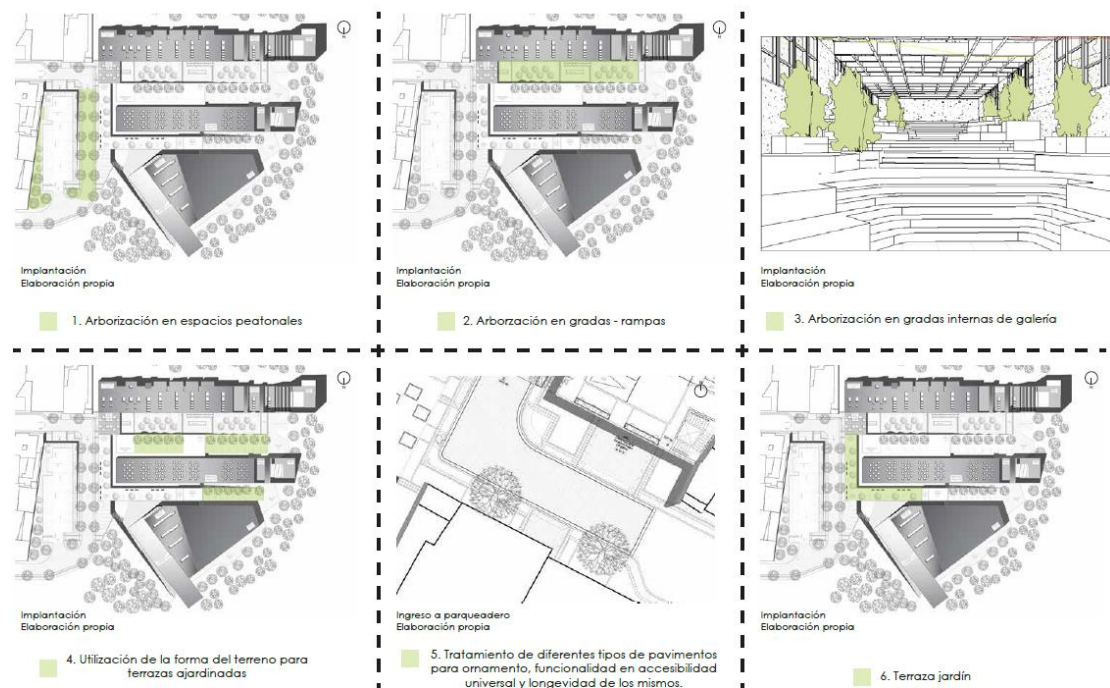 Implantación
Elaboración propia
1. Arborización en espacios peatonales
Implantación
Elaboración propia
2. Arborzación en gradas - rampas
Implantación
Elaboración propia
3. Arborización en gradas internas de galería
Implantación
Elaboración propia
4. Utilización de la forma del terreno para
terrazas ajardinadas
Ingreso a parqueadero
Elaboración propia
5. Tratamiento de diferentes tipos de pavimentos
para ornamento, funcionalidad en accesibilidad
universal y longevidad de los mismos.
Implantación
Elaboración propia
6. Terraza jardín